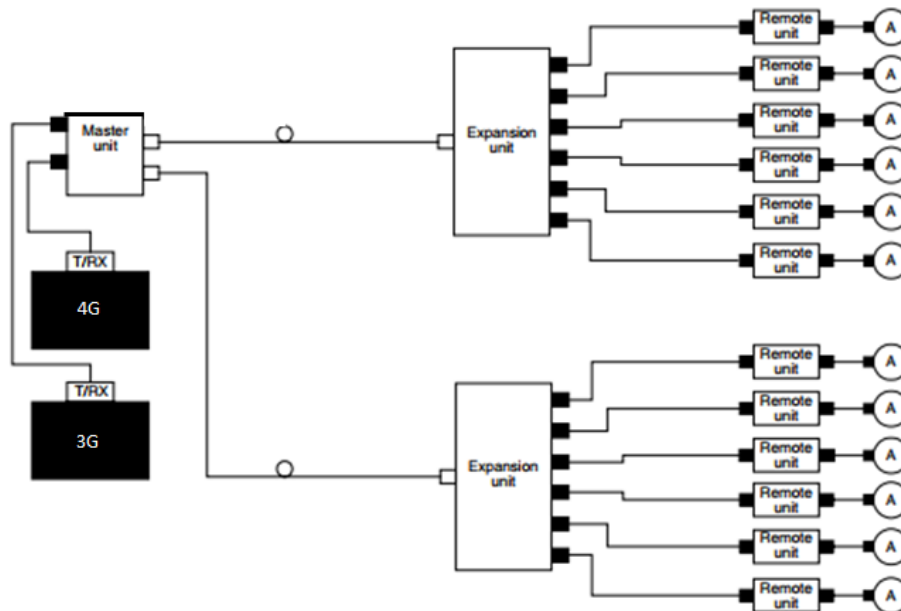 Remote
unit
A
Remote
unit
A
Remote
unit
A
Remote
unit
A
Remote
unit
A
Remote
unit
A
Master
unit
Expansion
unit
T/RX
4G
T/RX
3G
Remote
unit
A
Remote
unit
A
Remote
unit
A
Remote
unit
A
Remote
unit
A
Remote
unit
A
Expansion
unit